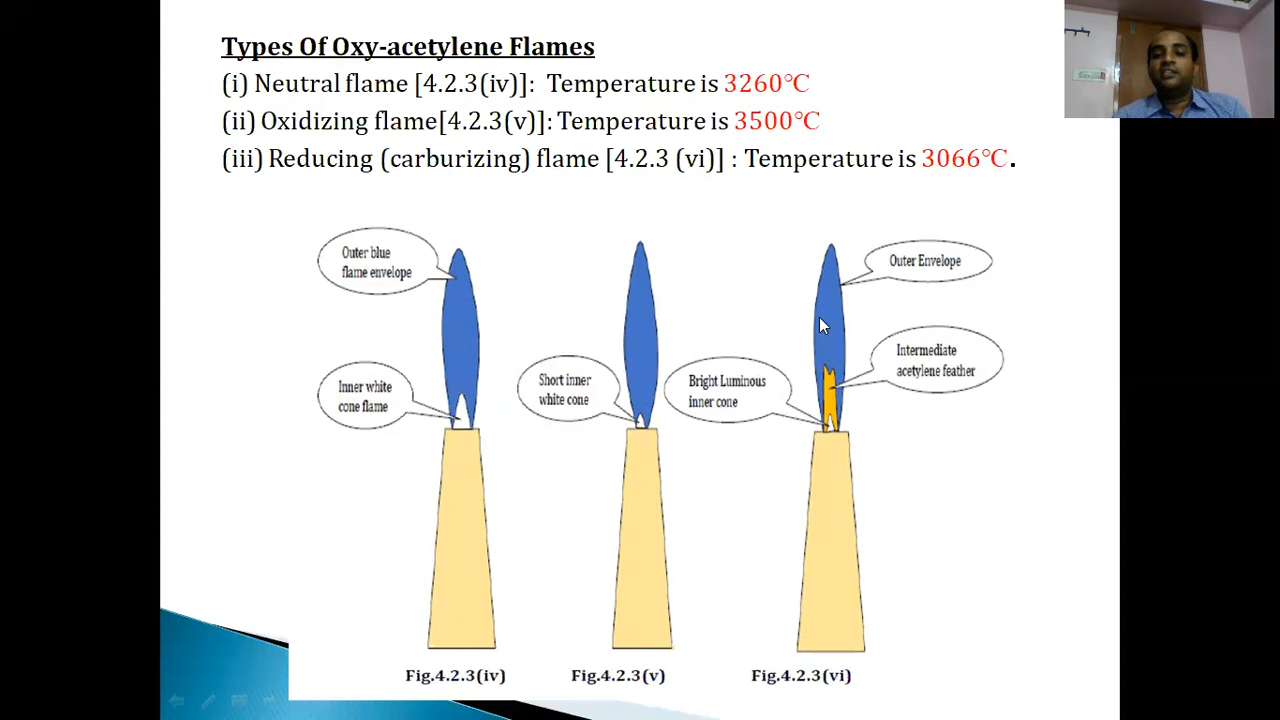 Types Of Oxy-acetylene Flames
(i) Neutral flame [4.2.3(iv)]: Temperature is 3260°C
(ii) Oxidizing flame[4.2.3(v]: Temperature is 3500°C
(iii) Reducing (carburizing) flame [4.2.3 (vi)] : Temperature is 3066°C.
Outer blue
flame envelope
Outer Envelope
Inner white
cone flame
Short inner
white cone
Bright Luminous
inner cone
Intermediate
acetylene feather
Fig.4.2.3(iv)
Fig.4.2.3(v)
Fig.4.2.3(vi)